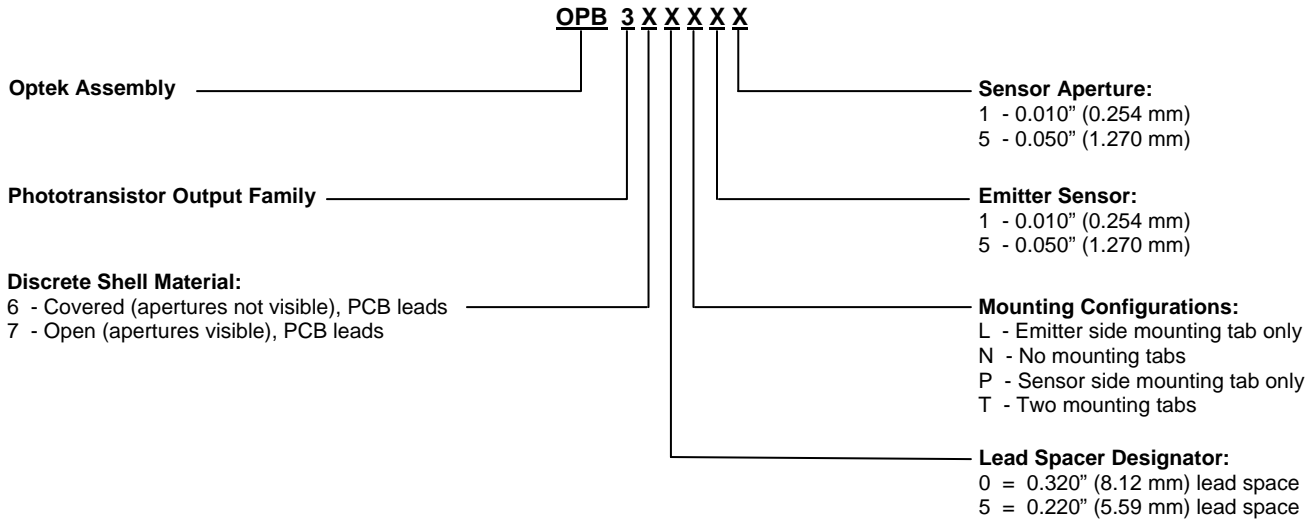 OPB 3 X X X X X
Optek Assembly
Phototransistor Output Family
Discrete Shell Material:
6 - Covered (apertures not visible), PCB leads
7 - Open (apertures visible), PCB leads
Sensor Aperture:
1 - 0.010” (0.254 mm)
5 - 0.050” (1.270 mm)
Emitter Sensor:
1 - 0.010” (0.254 mm)
5 - 0.050” (1.270 mm)
Mounting Configurations:
L - Emitter side mounting tab only
N - No mounting tabs
P - Sensor side mounting tab only
T - Two mounting tabs
Lead Spacer Designator:
0 = 0.320” (8.12 mm) lead space
5 = 0.220” (5.59 mm) lead space